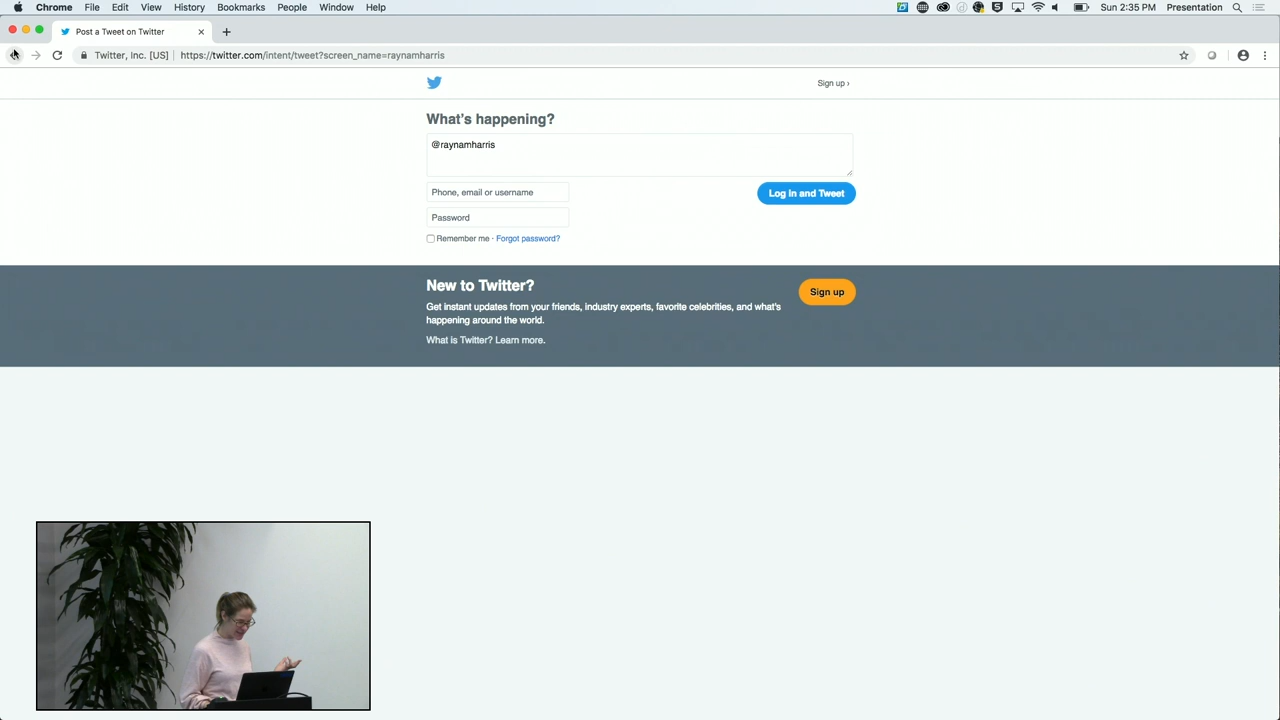 Chrome File Edit View History Bookmarks People Window Help Sun 2:35 PM Presentation
Post a Tweet on Twitter
Twitter, Inc. [US] https://twitter.com/intent/tweet?screen_name=raynamharris
Sign up ›
What's happening?
@raynamharris
Phone, email or username
Log In and Tweet
Password
Remember me · Forgot password?
New to Twitter?
Sign up
Get instant updates from your friends, industry experts, favorite celebrities, and what's
happening around the world.
What is Twitter? Learn more.